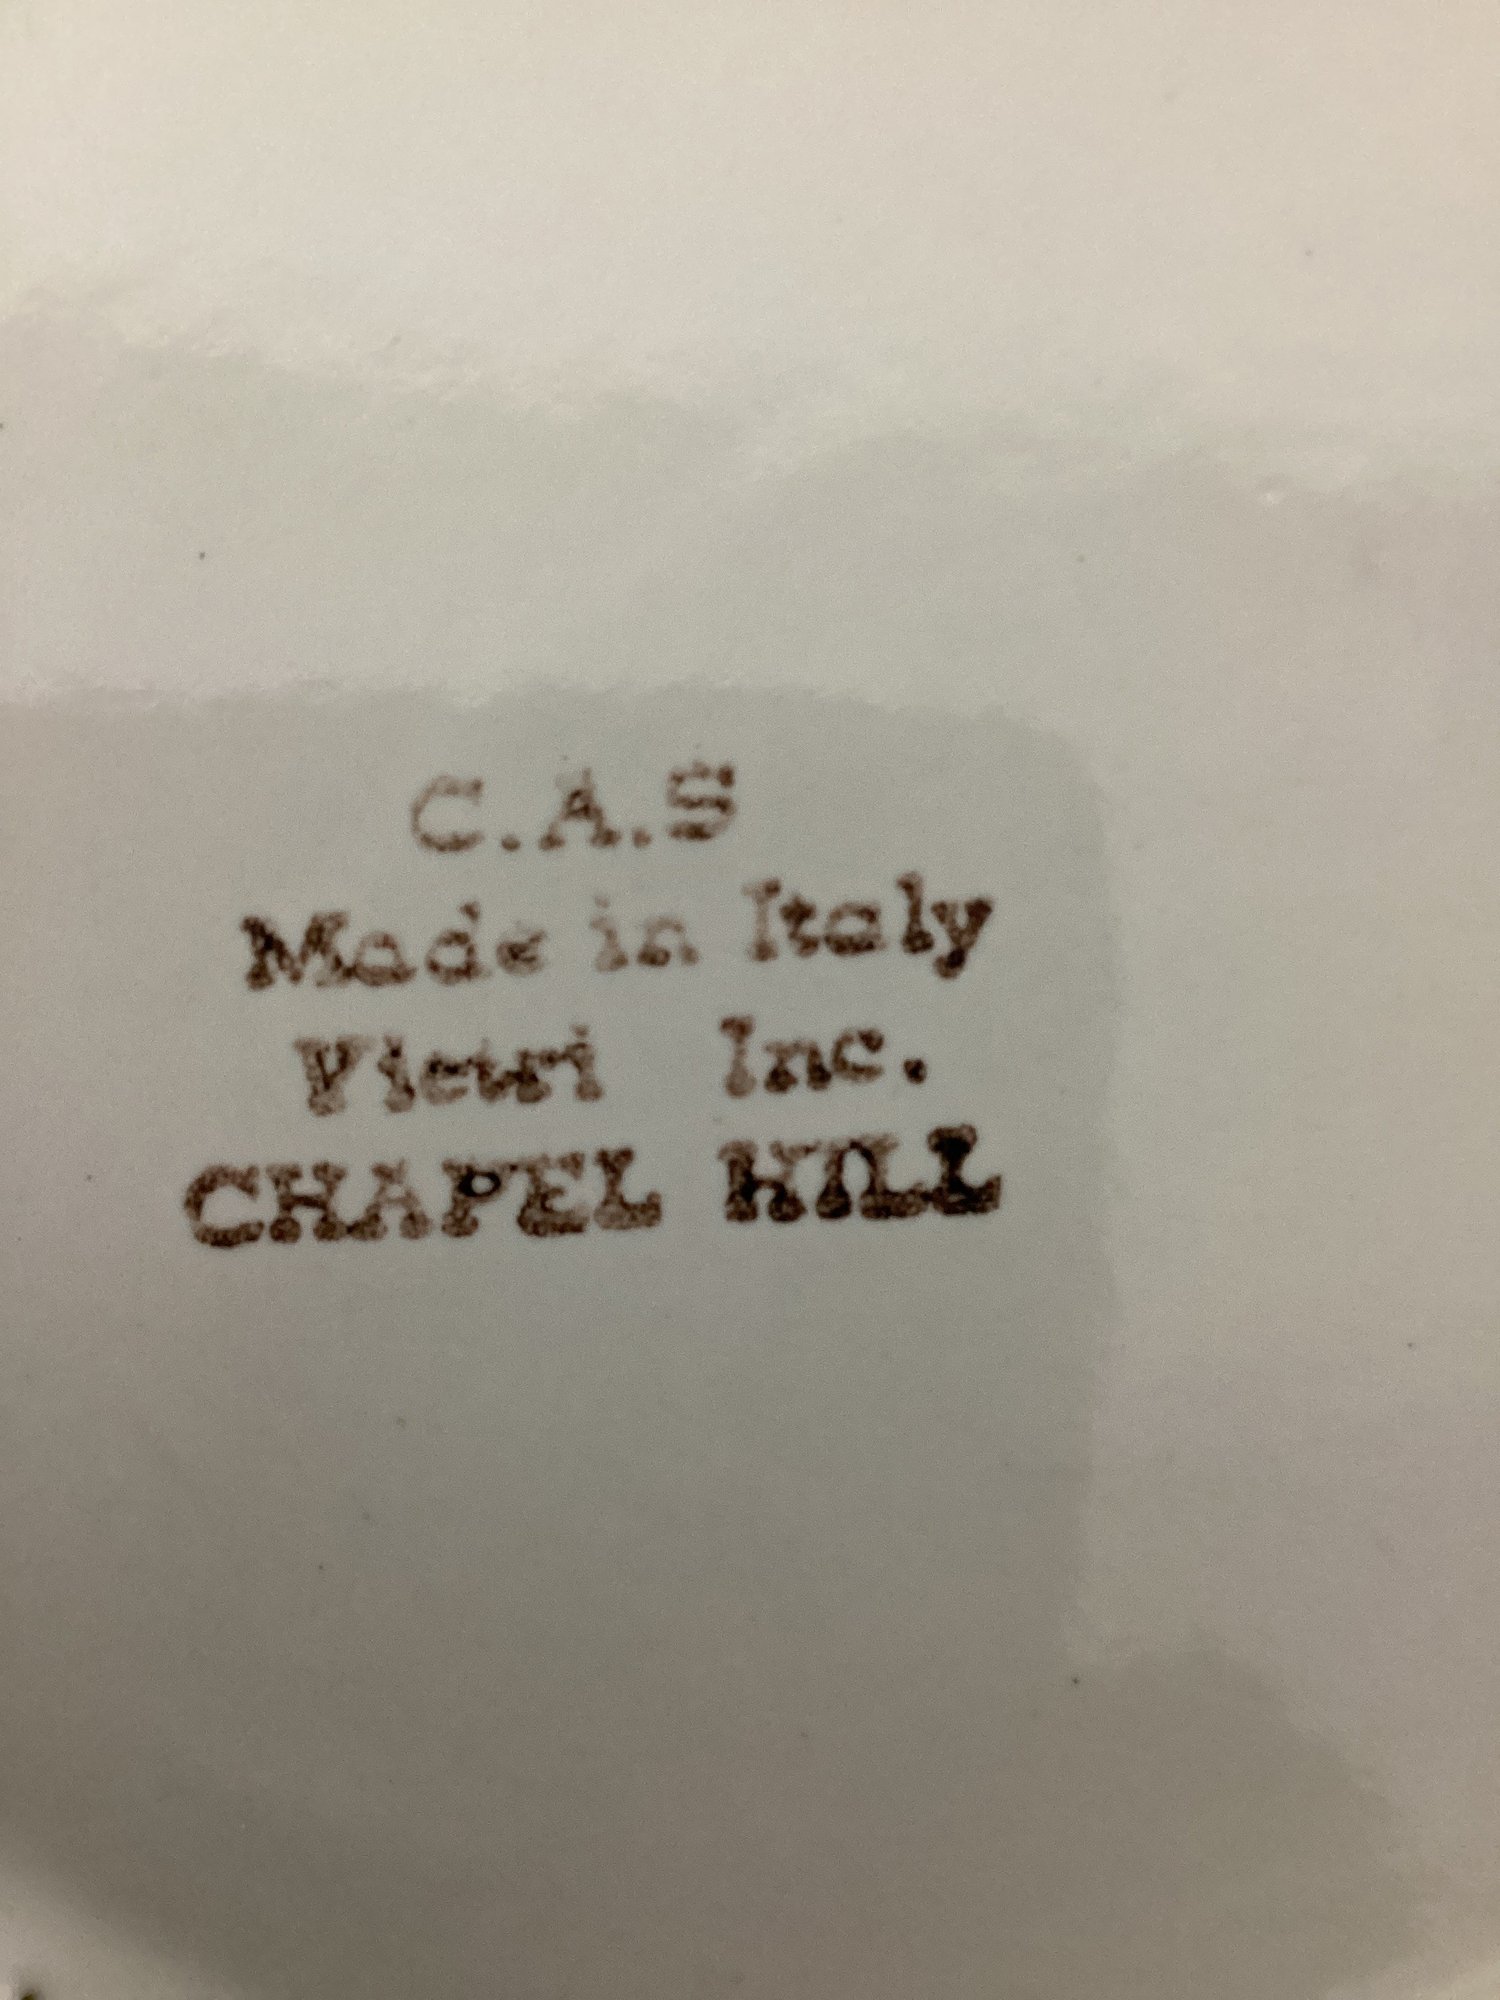 C.A.S
Made in Italy
Vietri Inc.
CHAPEL HILL